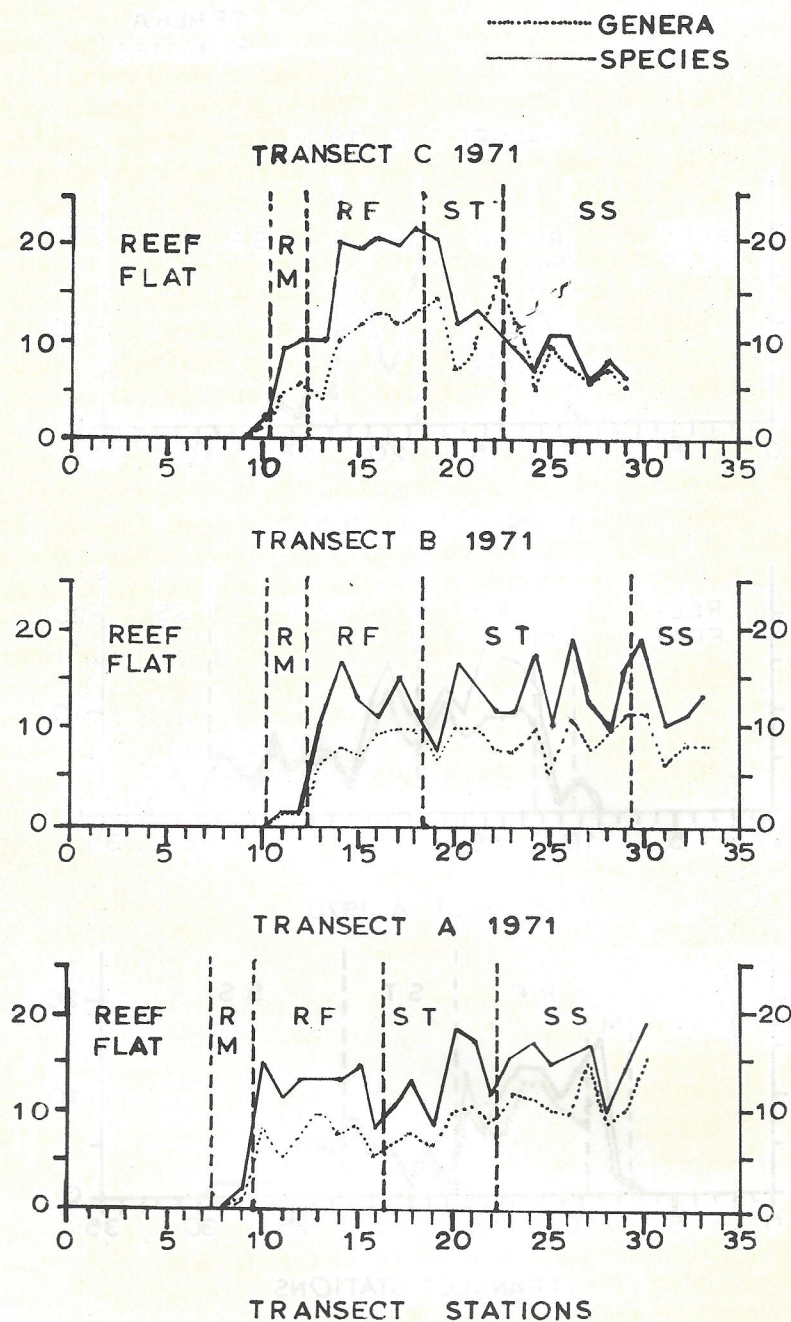 GENERA
SPECIES
TRANSECT C 1971
REEF FLAT RM RF ST SS
20 10 0
20 10 0
0 5 10 15 20 25 30 35
TRANSECT B 1971
REEF FLAT RM RF ST SS
20 10 0
20 10 0
0 5 10 15 20 25 30 35
TRANSECT A 1971
REEF FLAT RM RF ST SS
20 10 0
20 10 0
0 5 10 15 20 25 30 35
TRANSECT STATIONS